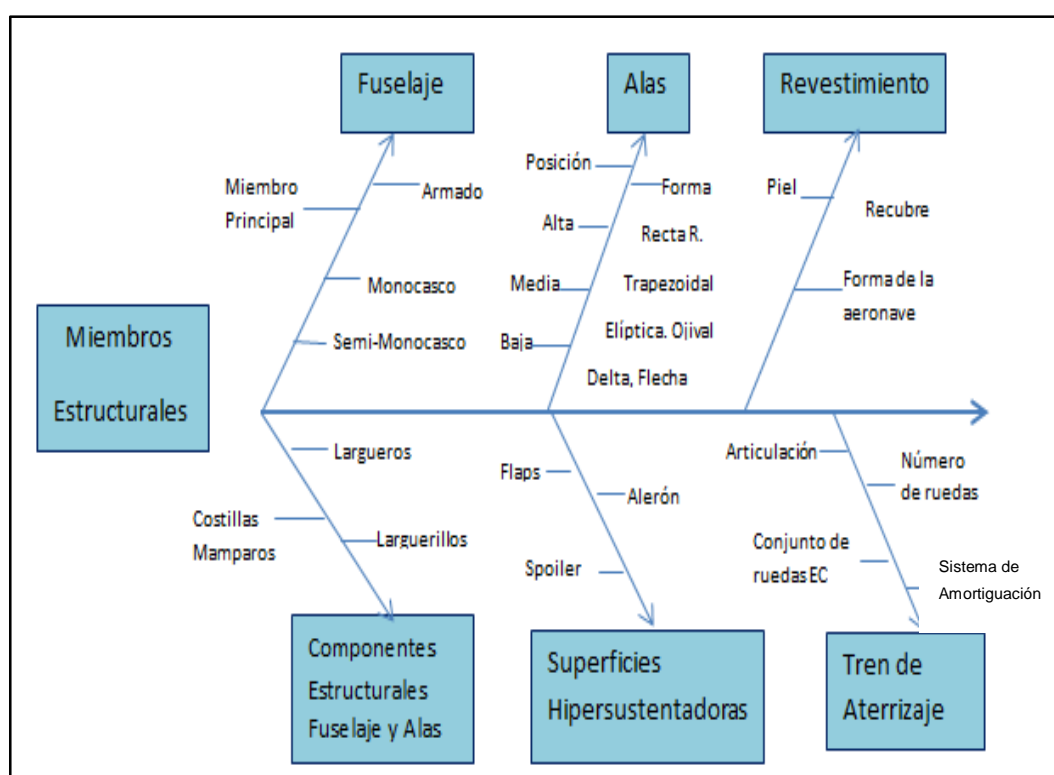 Fuselaje
Alas
Revestimiento
Miembro
Principal
Armado
Monocasco
Semi-Monocasco
Posición
Forma
Alta
Recta R.
Media
Trapezoidal
Baja
Elíptica. Ojival
Delta, Flecha
Piel
Recubre
Forma de la
aeronave
Miembros
Estructurales
Largueros
Costillas
Mamparos
Larguerillos
Flaps
Alerón
Spoiler
Articulación
Número
de ruedas
Conjunto de
ruedas EC
Sistema de
Amortiguación
Componentes
Estructurales
Fuselaje y Alas
Superficies
Hipersustentadoras
Tren de
Aterrizaje